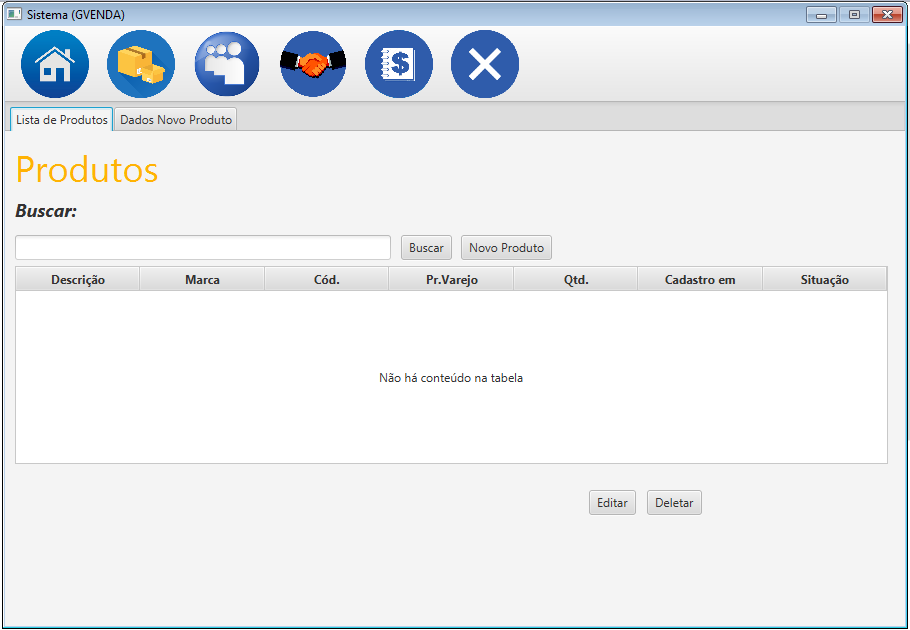 Sistema (GVENDA)
$
Lista de Produtos Dados Novo Produto
Produtos
Buscar:
Buscar Novo Produto
Descrição Marca Cód. Pr.Varejo Qtd. Cadastro em Situação
Não há conteúdo na tabela
Editar Deletar